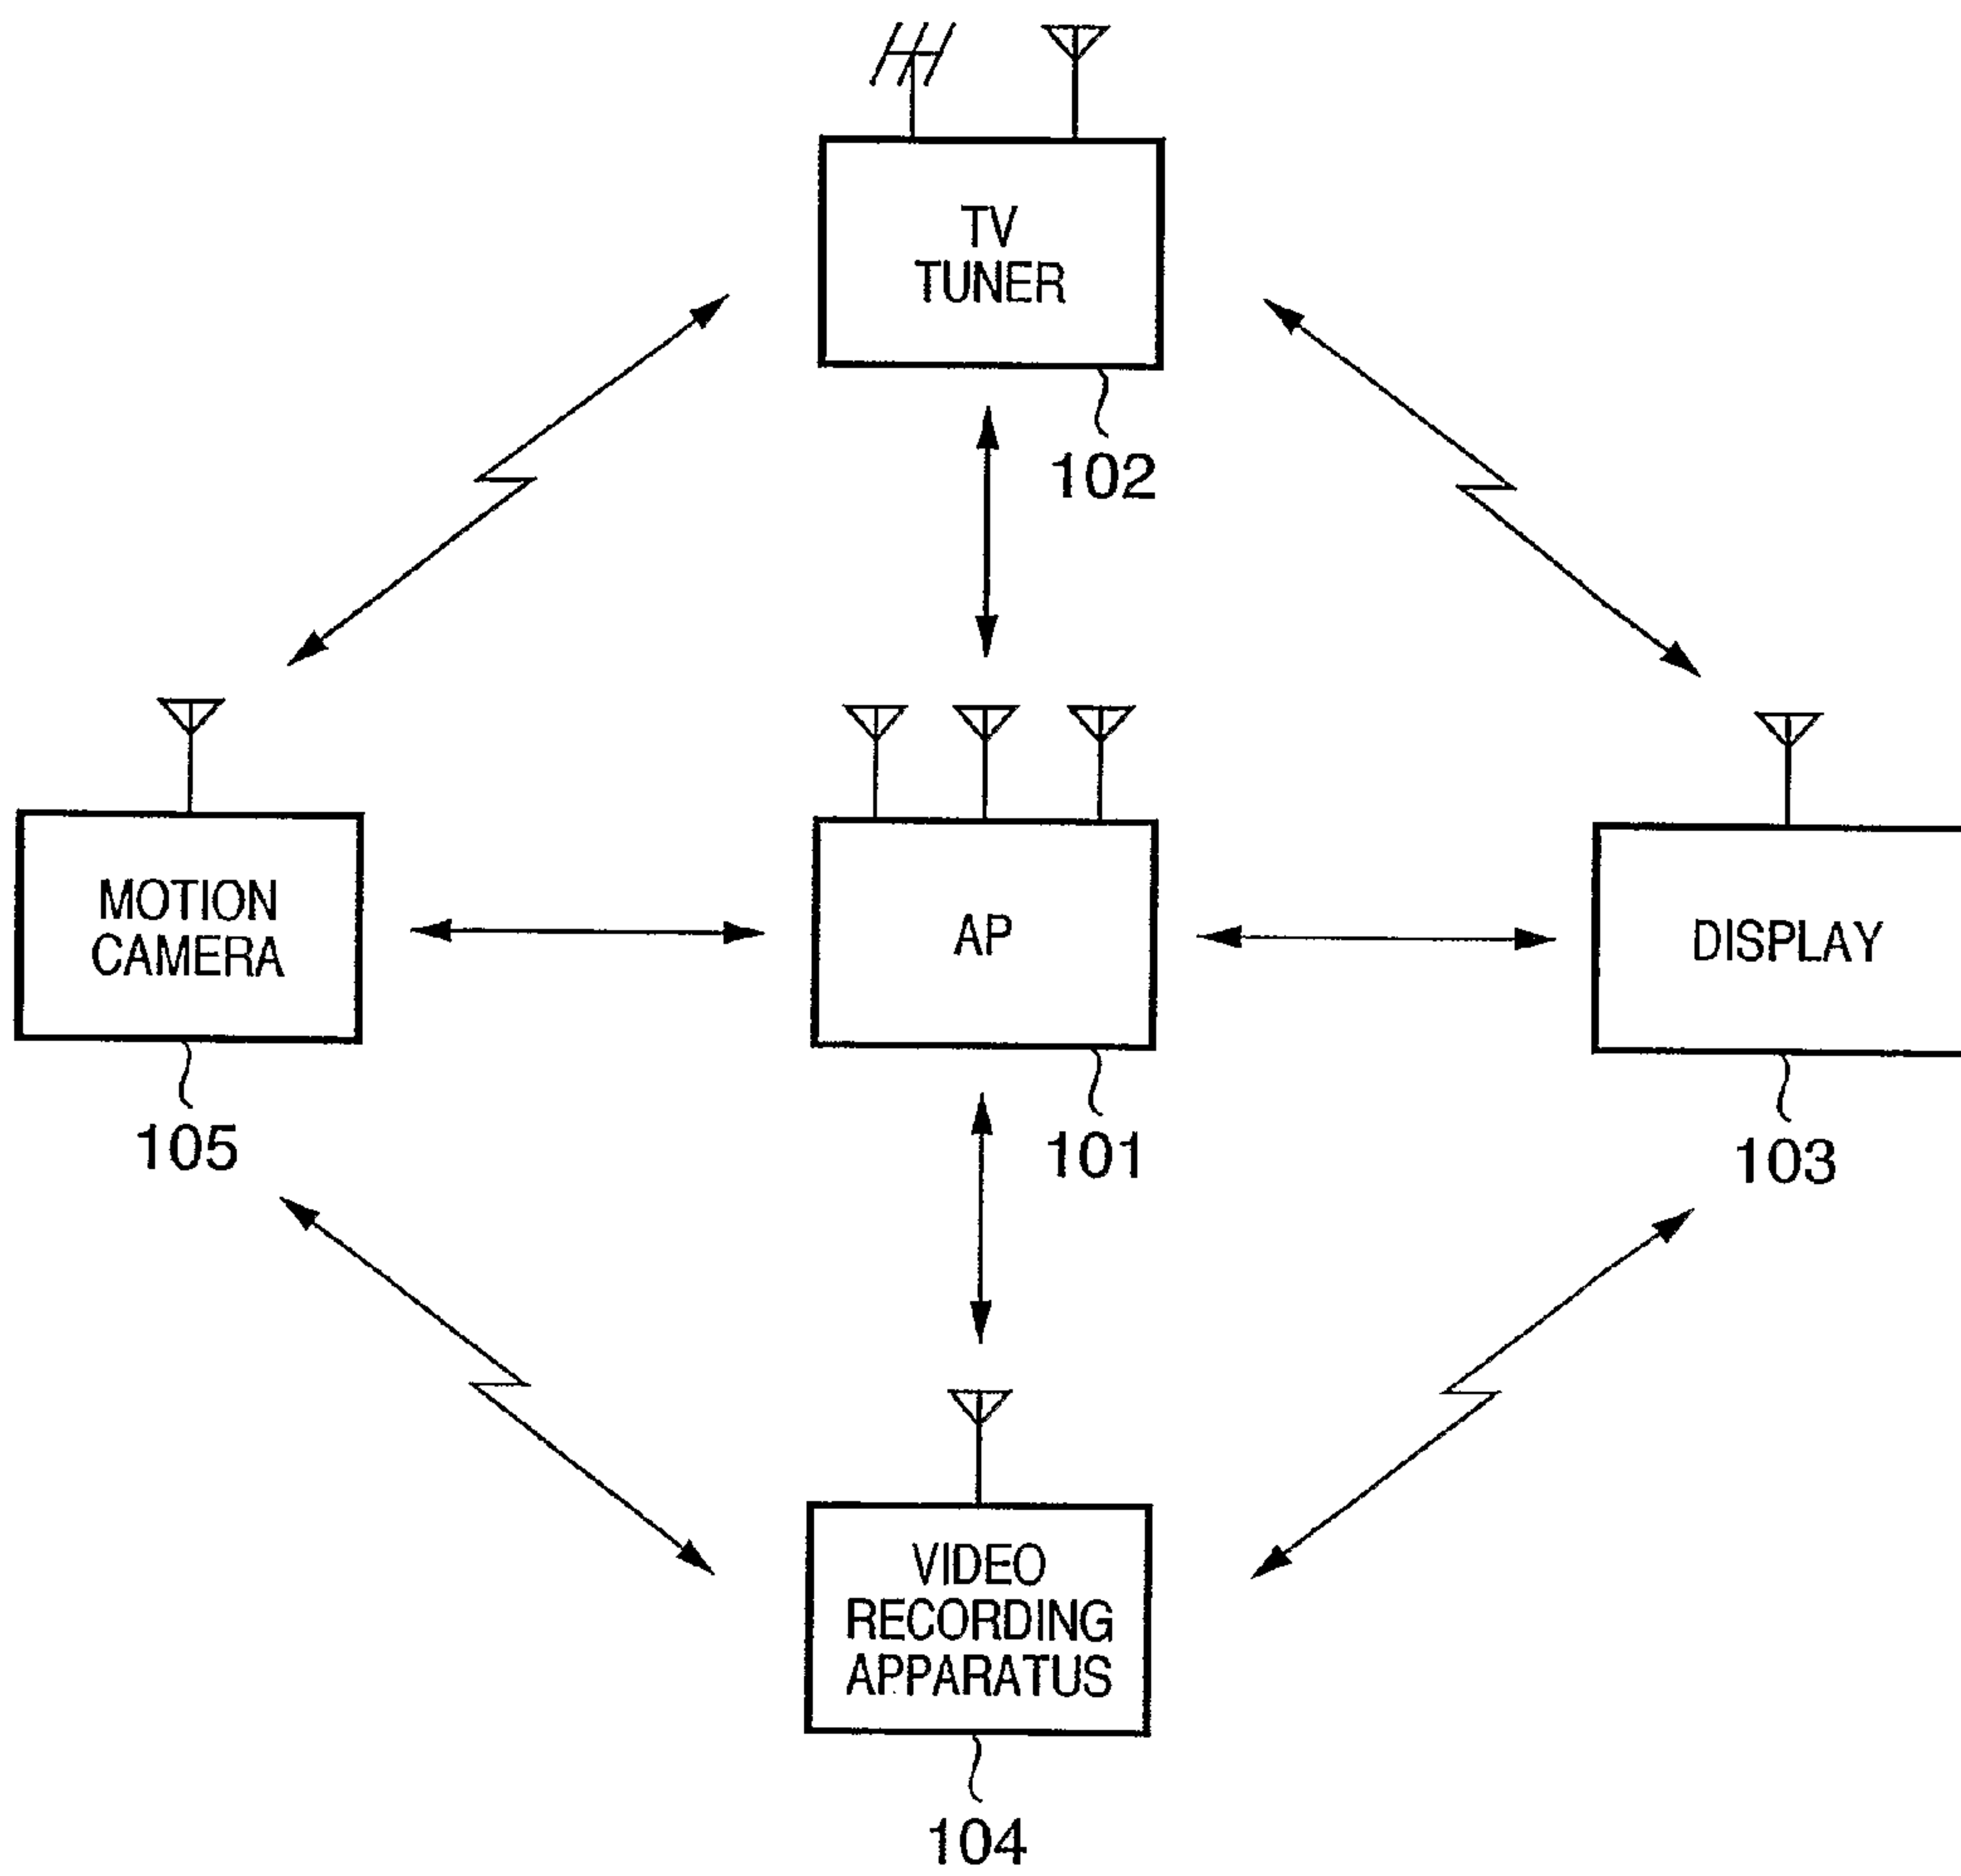 TV
TUNER
102
MOTION
CAMERA
105
AP
101
DISPLAY
103
VIDEO
RECORDING
APPARATUS
104